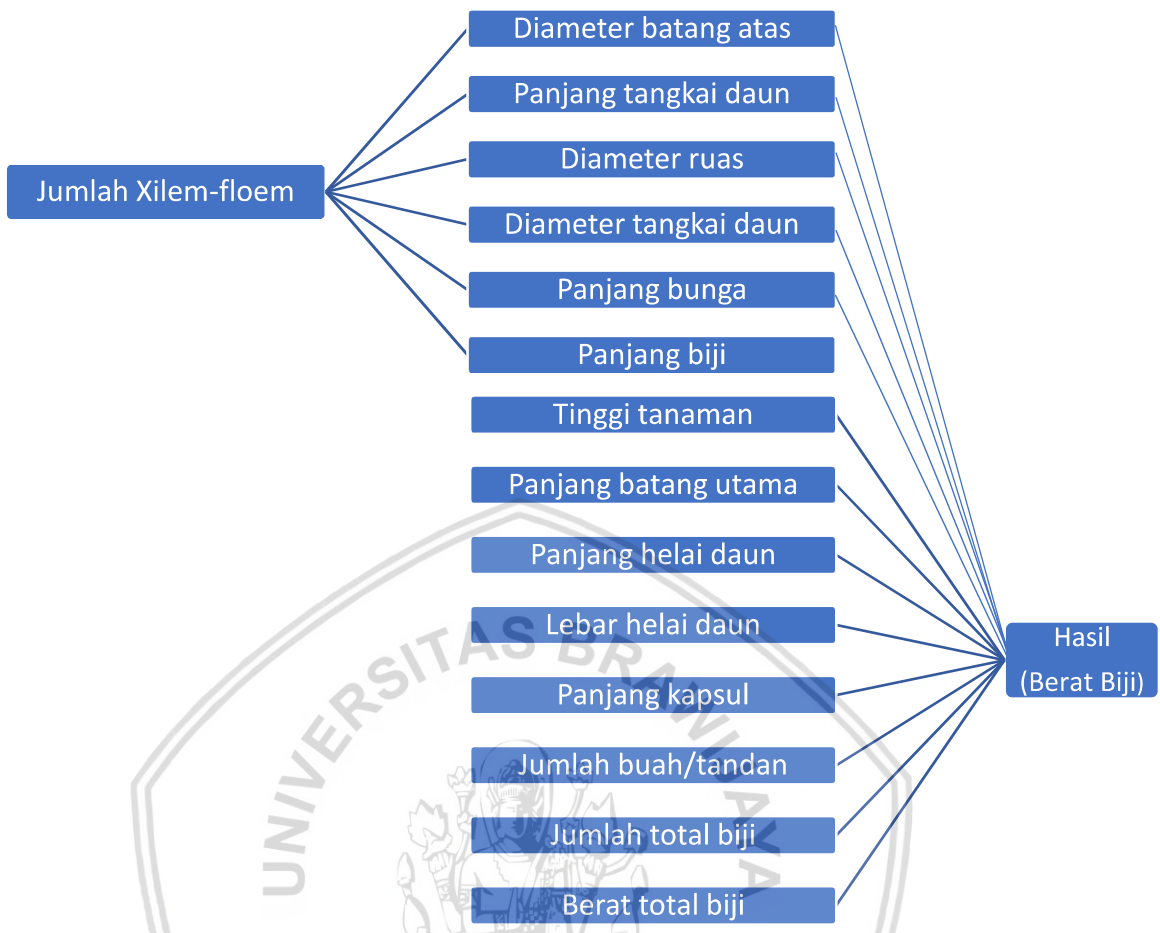 Diameter batang atas
Panjang tangkai daun
Diameter ruas
Jumlah Xilem-floem
Diameter tangkai daun
Panjang bunga
Panjang biji
Tinggi tanaman
Panjang batang utama
Panjang helai daun
Lebar helai daun
Hasil
(Berat Biji)
Panjang kapsul
Jumlah buah/tandan
Jumlah total biji
Berat total biji
UNIVERSITAS BRAWIJAYA